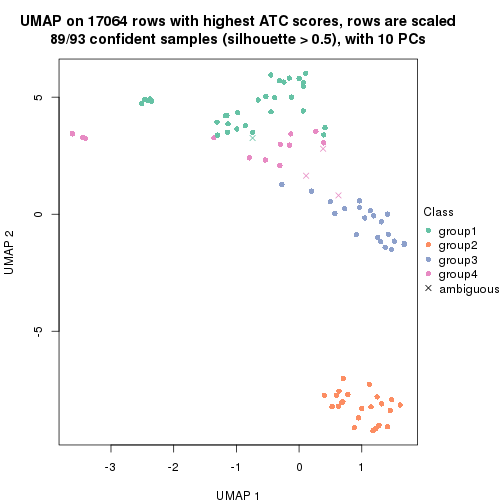 UMAP on 17064 rows with highest ATC scores, rows are scaled
89/93 confident samples (silhouette > 0.5), with 10 PCs
5
0
-5
UMAP 2
-3
-2
-1
0
1
UMAP 1
Class
group1
group2
group3
group4
ambiguous